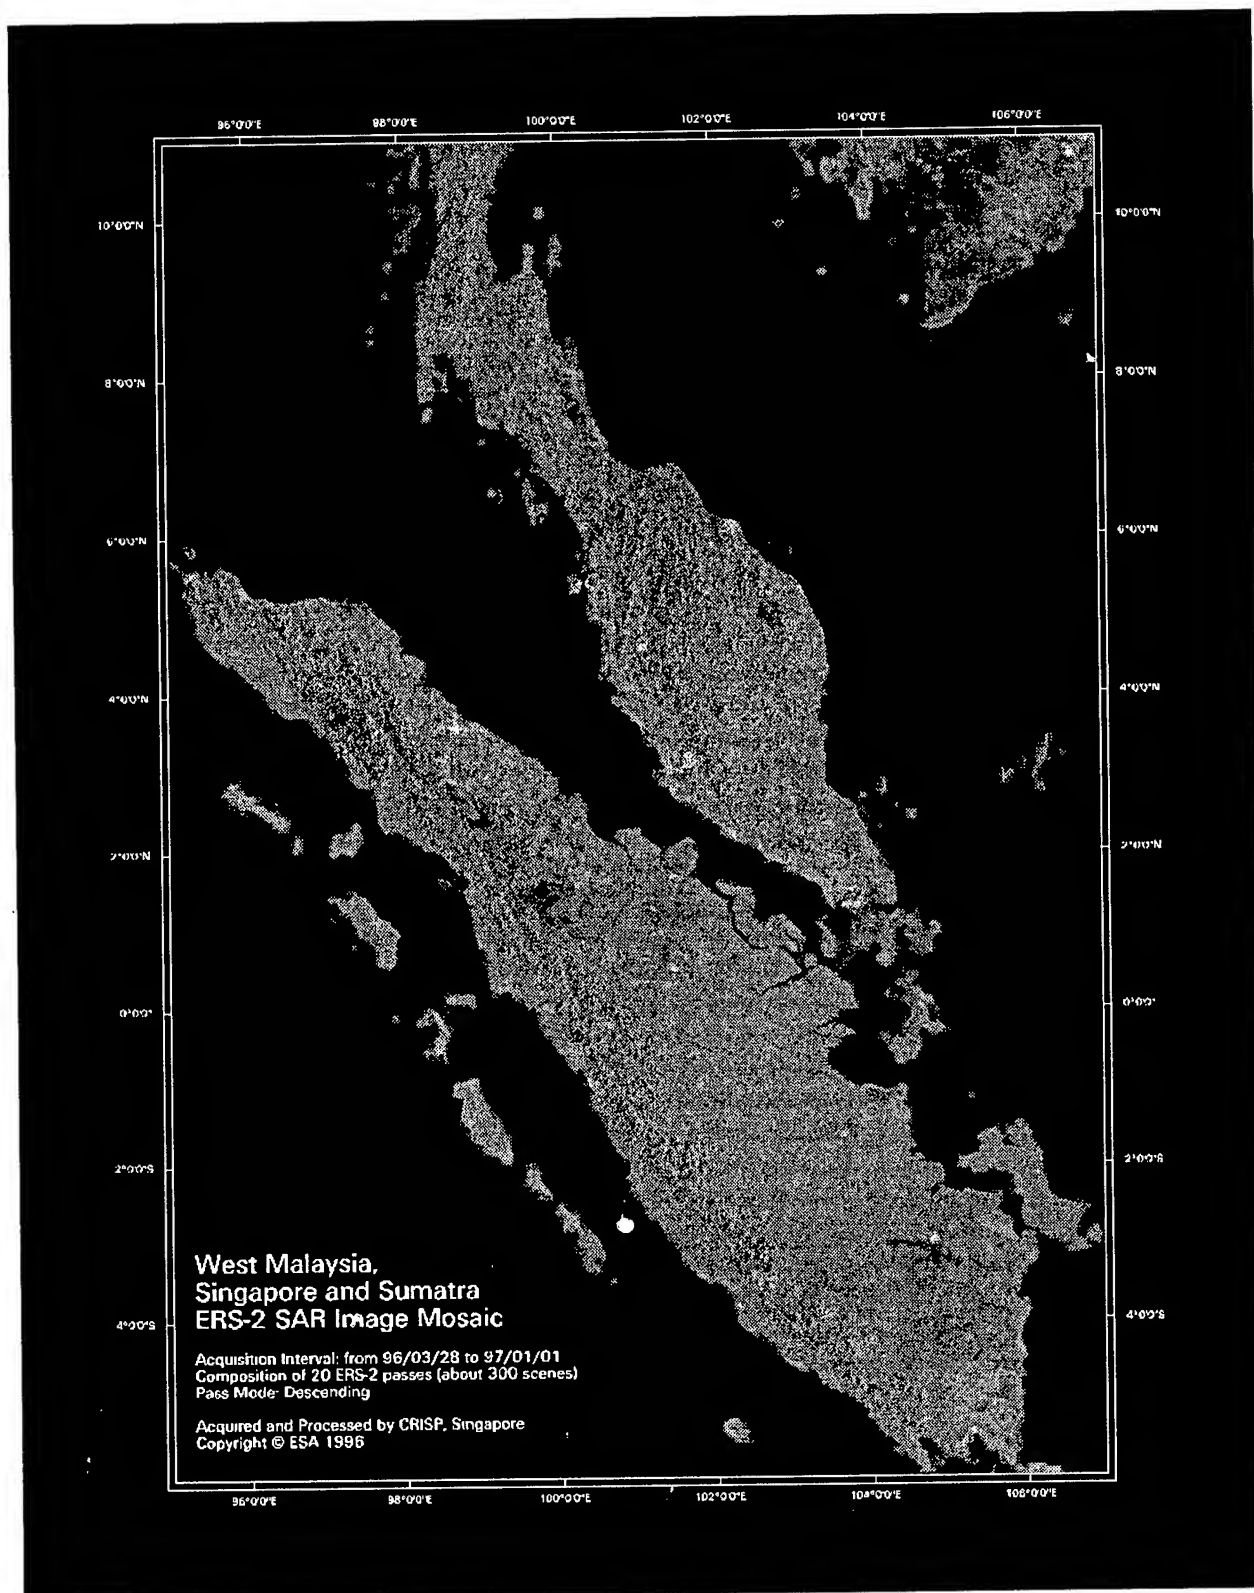 96°0'0"E 98°0'0"E 100°0'0"E 102°0'0"E 104°0'0"E 106°0'0"E
10°0'0"N 10°0'0"N
8°0'0"N 8°0'0"N
6°0'0"N 6°0'0"N
4°0'0"N 4°0'0"N
2°0'0"N 2°0'0"N
0°0'0" 0°0'0"
2°0'0"S 2°0'0"S
West Malaysia,
Singapore and Sumatra
ERS-2 SAR Image Mosaic
4°0'0"S 4°0'0"S
Acquisition Interval: from 96/03/28 to 97/01/01
Composition of 20 ERS-2 passes (about 300 scenes)
Pass Mode: Descending
Acquired and Processed by CRISP, Singapore
Copyright © ESA 1996
96°0'0"E 98°0'0"E 100°0'0"E 102°0'0"E 104°0'0"E 106°0'0"E